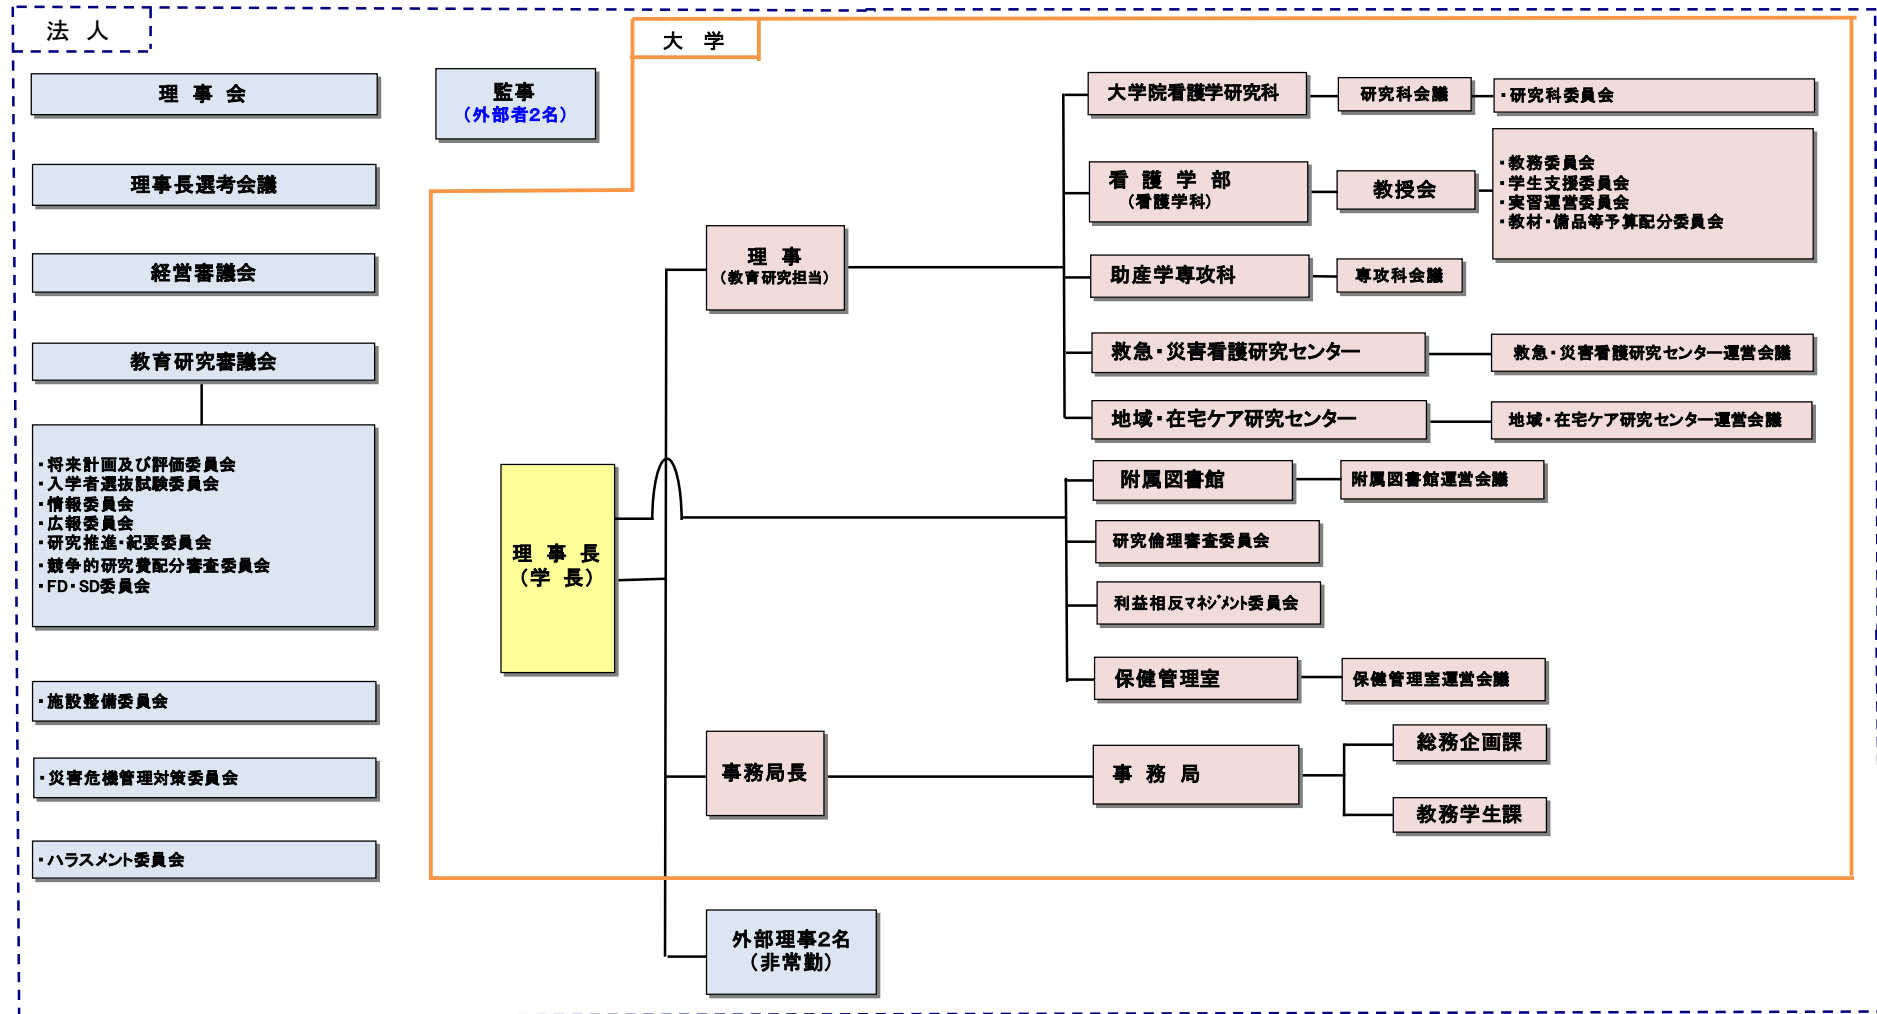 法 人
理 事 会
理事長選考会議
経営審議会
教育研究審議会
・将来計画及び評価委員会
・入学者選抜試験委員会
・情報委員会
・広報委員会
・研究推進・紀要委員会
・競争的研究費配分審査委員会
・FD・SD委員会
・施設整備委員会
・災害危機管理対策委員会
・ハラスメント委員会
監事
（外部者2名）
大 学
理 事 長
（学 長）
理 事
（教育研究担当）
事務局長
外部理事2名
（非常勤）
大学院看護学研究科
研究科会議
・研究科委員会
看 護 学 部
（看護学科）
教授会
・教務委員会
・学生支援委員会
・実習運営委員会
・教材・備品等予算配分委員会
助産学専攻科
専攻科会議
救急・災害看護研究センター
救急・災害看護研究センター運営会議
地域・在宅ケア研究センター
地域・在宅ケア研究センター運営会議
附属図書館
附属図書館運営会議
研究倫理審査委員会
利益相反ﾏﾈｼﾞﾒﾝﾄ委員会
保健管理室
保健管理室運営会議
事 務 局
総務企画課
教務学生課